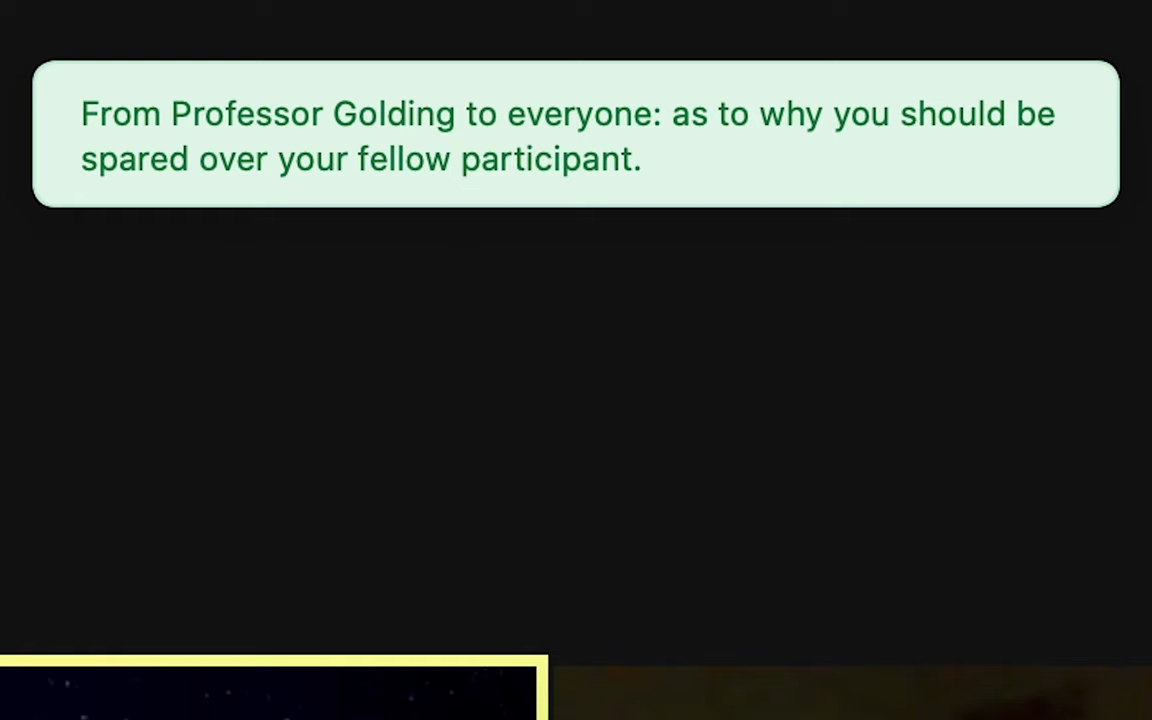 From Professor Golding to everyone: as to why you should be
spared over your fellow participant.